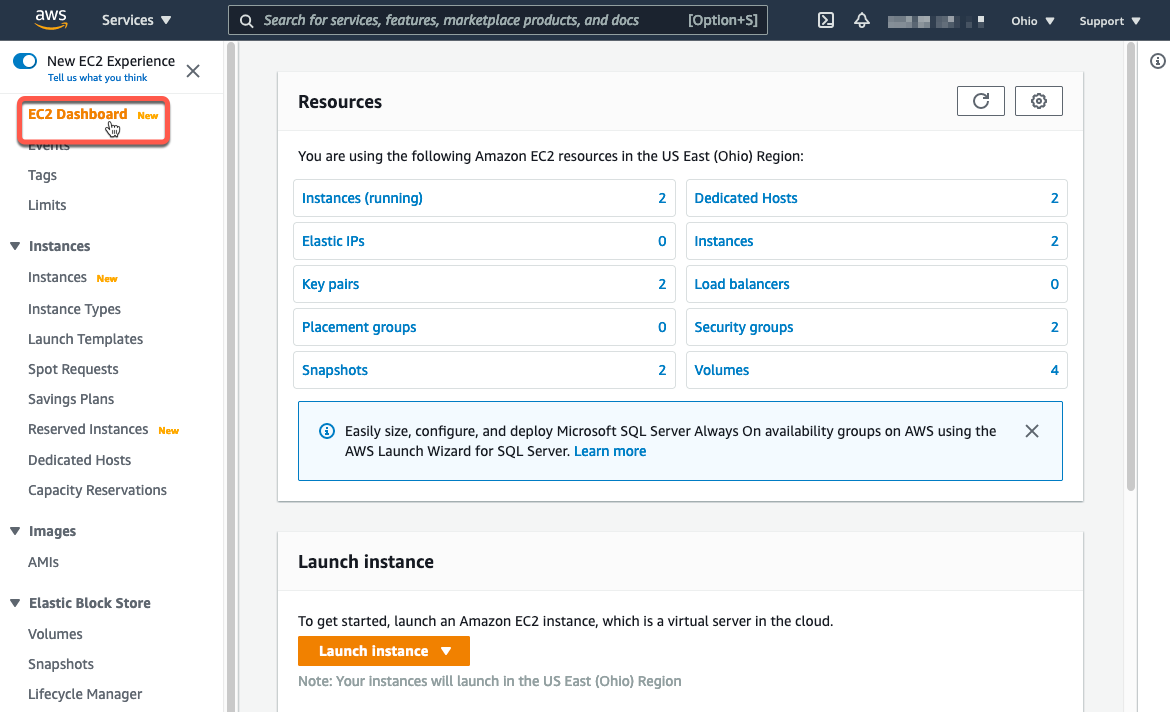 aws
Services
Search for services, features, marketplace products, and docs
[Option+S]
Ohio
Support
New EC2 Experience
Tell us what you think
EC2 Dashboard New
Events
Tags
Limits
Instances
Instances New
Instance Types
Launch Templates
Spot Requests
Savings Plans
Reserved Instances New
Dedicated Hosts
Capacity Reservations
Images
AMIs
Elastic Block Store
Volumes
Snapshots
Lifecycle Manager
Resources
You are using the following Amazon EC2 resources in the US East (Ohio) Region:
Instances (running) 2
Dedicated Hosts 2
Elastic IPs 0
Instances 2
Key pairs 2
Load balancers 0
Placement groups 0
Security groups 2
Snapshots 2
Volumes 4
Easily size, configure, and deploy Microsoft SQL Server Always On availability groups on AWS using the
AWS Launch Wizard for SQL Server. Learn more
Launch instance
To get started, launch an Amazon EC2 instance, which is a virtual server in the cloud.
Launch instance
Note: Your instances will launch in the US East (Ohio) Region